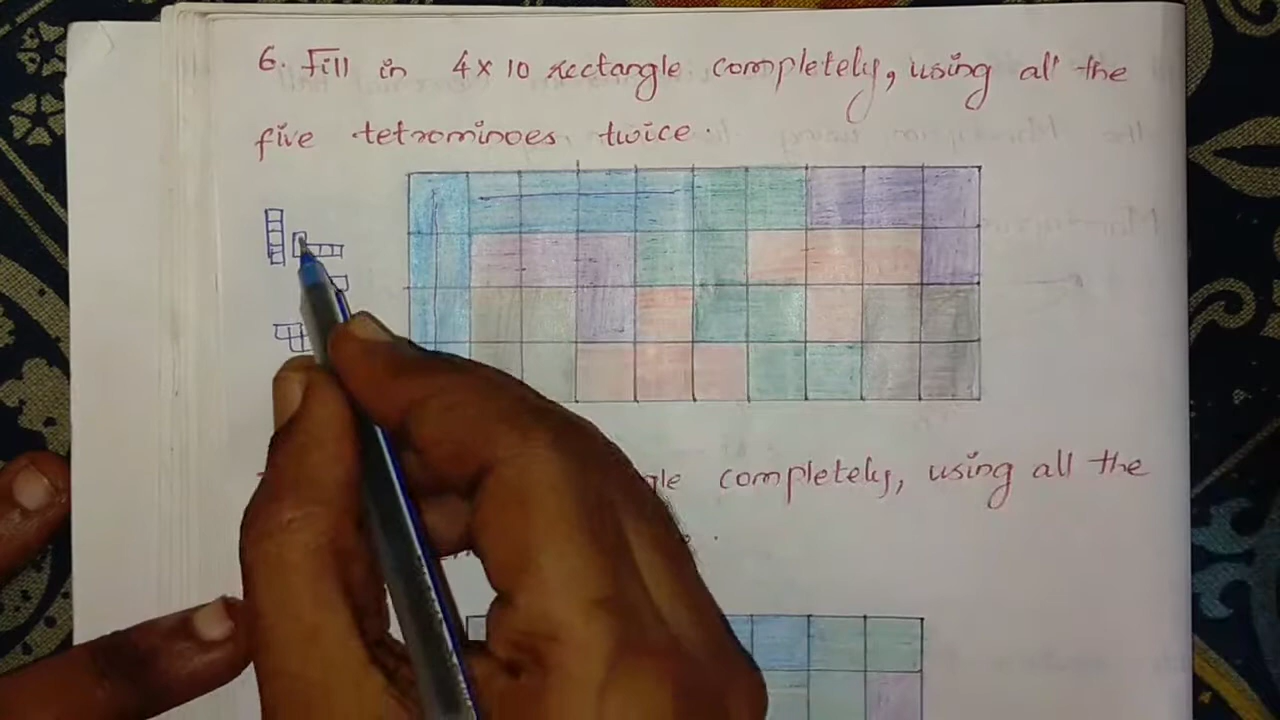 6. Fill in 4 x 10 rectangle completely, using all the
five tetrominoes twice.
completely, using all the